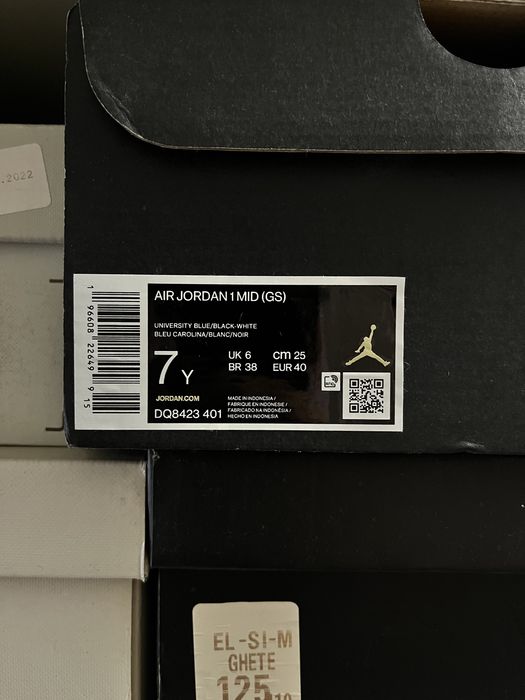 .2022
AIR JORDAN 1 MID (GS)
UNIVERSITY BLUE/BLACK-WHITE
BLEU CAROLINA/BLANC/NOIR
7Y
UK 6 cm 25
BR 38 EUR 40
JORDAN.COM
DQ8423 401
MADE IN INDONESIA /
FABRIQUE EN INDONESIE /
FABRICADO NA INDONÉSIA /
HECHO EN INDONESIA
1 96608 22649 9 15
EL-SI-M
GHETE
125,10